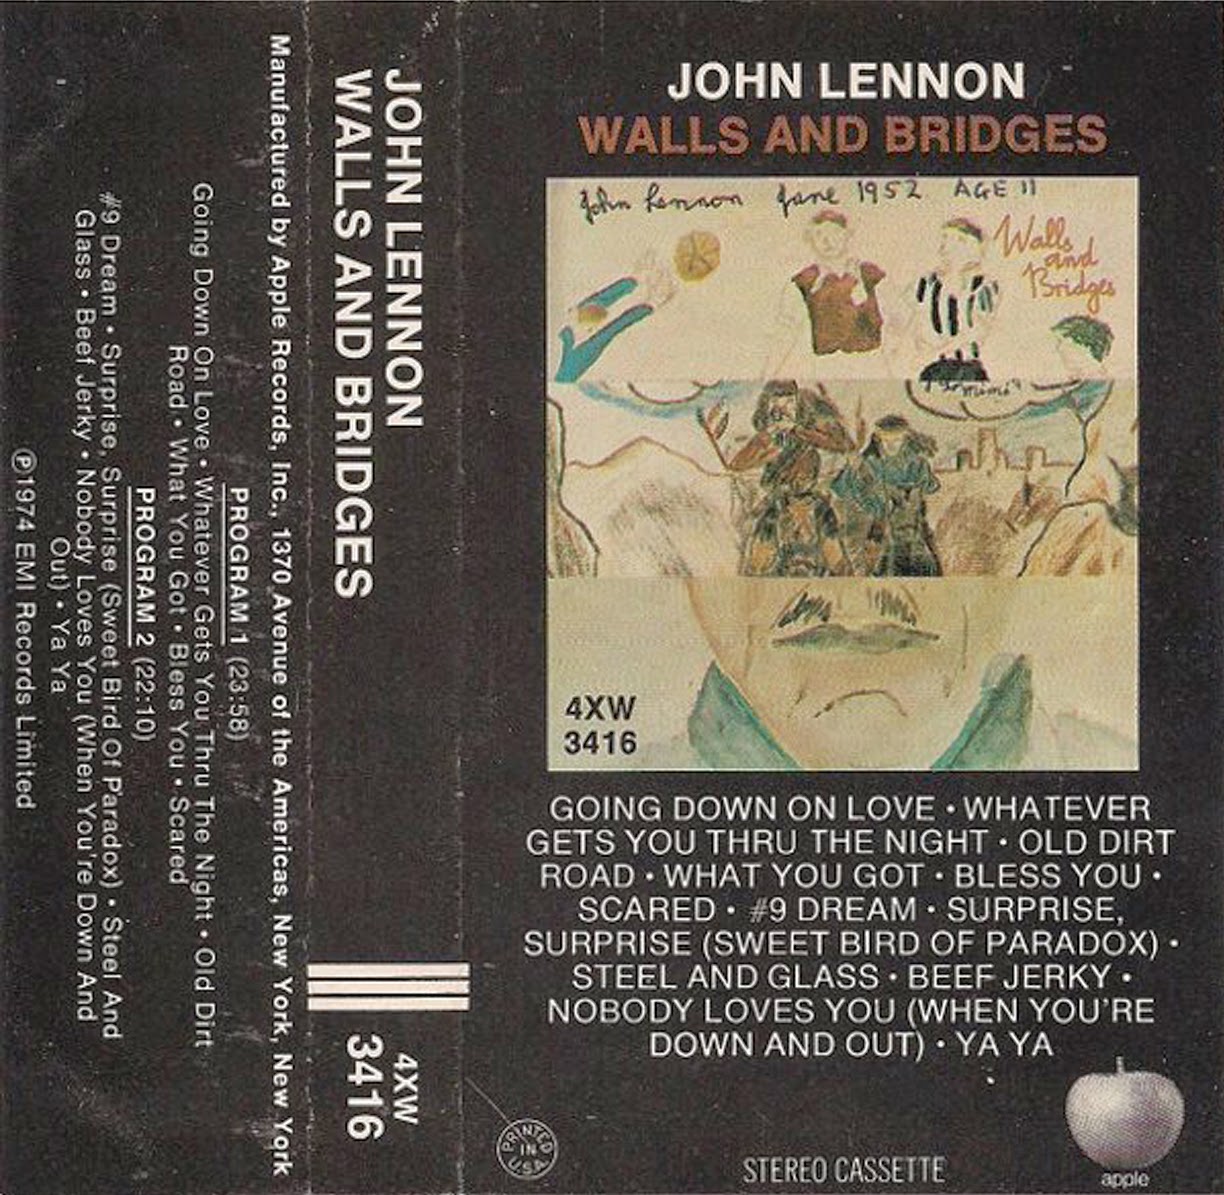 JOHN LENNON
WALLS AND BRIDGES
John Lennon June 1952 AGE 11
Walls
and
Bridges
4XW
3416
GOING DOWN ON LOVE • WHATEVER
GETS YOU THRU THE NIGHT • OLD DIRT
ROAD • WHAT YOU GOT • BLESS YOU •
SCARED • #9 DREAM • SURPRISE,
SURPRISE (SWEET BIRD OF PARADOX) •
STEEL AND GLASS • BEEF JERKY •
NOBODY LOVES YOU (WHEN YOU'RE
DOWN AND OUT) • YA YA
apple
STEREO CASSETTE
PRINTED
IN
U.S.A.
JOHN LENNON
WALLS AND BRIDGES
4XW
3416
Manufactured by Apple Records, Inc., 1370 Avenue of the Americas, New York, New York
PROGRAM 1 (23:58)
Going Down On Love • Whatever Gets You Thru The Night • Old Dirt
Road • What You Got • Bless You • Scared
PROGRAM 2 (22:10)
#9 Dream • Surprise, Surprise (Sweet Bird Of Paradox) • Steel And
Glass • Beef Jerky • Nobody Loves You (When You're Down And
Out) • Ya Ya
℗1974 EMI Records Limited